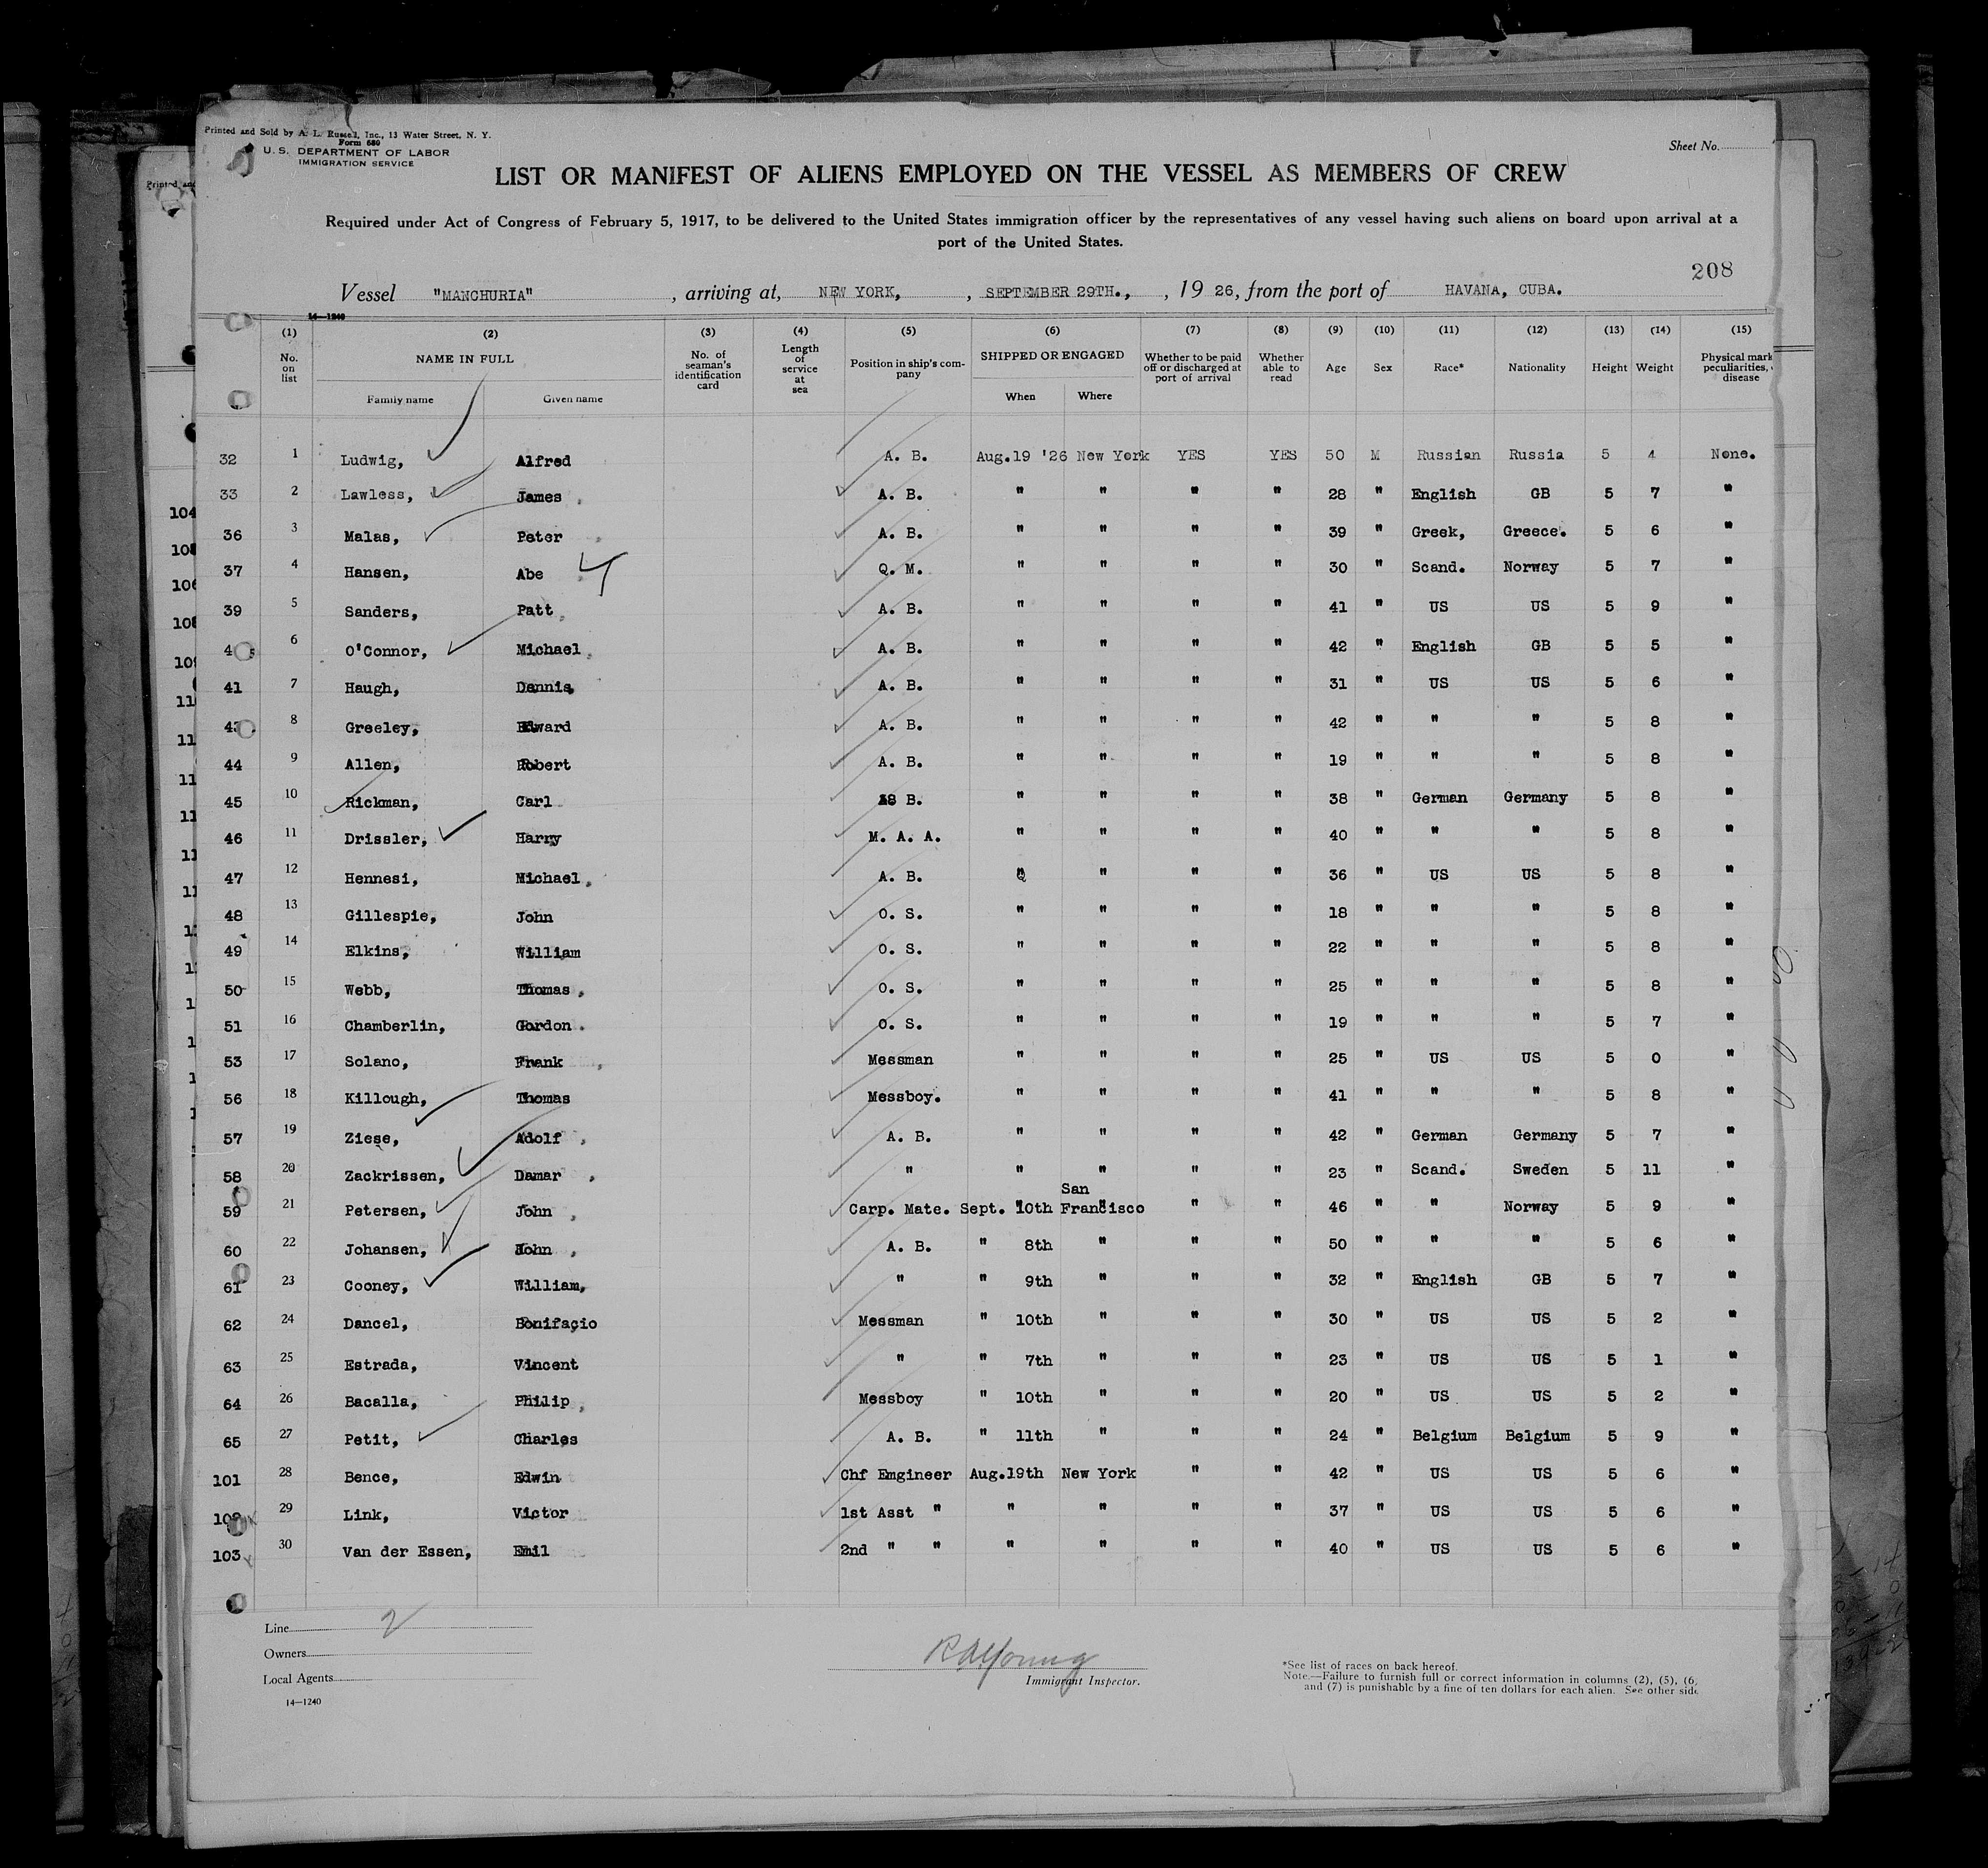 Printed and Sold by A. L. Russell, Inc., 13 Water Street, N. Y.
Form 680
U. S. DEPARTMENT OF LABOR
IMMIGRATION SERVICE
Sheet No.
LIST OR MANIFEST OF ALIENS EMPLOYED ON THE VESSEL AS MEMBERS OF CREW
Required under Act of Congress of February 5, 1917, to be delivered to the United States immigration officer by the representatives of any vessel having such aliens on board upon arrival at a
port of the United States.
208
Vessel "MANCHURIA", arriving at, NEW YORK, , SEPTEMBER 29TH., , 19 26, from the port of HAVANA, CUBA.
14—1240
(1) (2) (3) (4) (5) (6) (7) (8) (9) (10) (11) (12) (13) (14) (15)
No. on list NAME IN FULL Family name Given name No. of seaman's identification card Length of service at sea Position in ship's company SHIPPED OR ENGAGED When Where Whether to be paid off or discharged at port of arrival Whether able to read Age Sex Race* Nationality Height Weight Physical mark peculiarities, disease
32 1 Ludwig, Alfred A. B. Aug.19 '26 New York YES YES 50 M Russian Russia 5 4 None.
33 2 Lawless, James A. B. " " " " 28 " English GB 5 7 "
36 3 Malas, Peter A. B. " " " " 39 " Greek, Greece. 5 6 "
37 4 Hansen, Abe Q. M. " " " " 30 " Scand. Norway 5 7 "
39 5 Sanders, Patt A. B. " " " " 41 " US US 5 9 "
4 6 O'Connor, Michael A. B. " " " " 42 " English GB 5 5 "
41 7 Haugh, Dennis A. B. " " " " 31 " US US 5 6 "
43 8 Greeley, Edward A. B. " " " " 42 " " " 5 8 "
44 9 Allen, Robert A. B. " " " " 19 " " " 5 8 "
45 10 Rickman, Carl B. " " " " 38 " German Germany 5 8 "
46 11 Drissler, Harry M. A. A. " " " " 40 " " " 5 8 "
47 12 Hennesi, Michael A. B. " " " " 36 " US US 5 8 "
48 13 Gillespie, John O. S. " " " " 18 " " " 5 8 "
49 14 Elkins, William O. S. " " " " 22 " " " 5 8 "
50 15 Webb, Thomas O. S. " " " " 25 " " " 5 8 "
51 16 Chamberlin, Gordon O. S. " " " " 19 " " " 5 7 "
53 17 Solano, Frank Messman " " " " 25 " US US 5 0 "
56 18 Killough, Thomas Messboy. " " " " 41 " " " 5 8 "
57 19 Ziese, Adolf A. B. " " " " 42 " German Germany 5 7 "
58 20 Zackrissen, Damar " " " " " 23 " Scand. Sweden 5 11 "
59 21 Petersen, John Carp. Mate. Sept. 10th San Francisco " " 46 " " Norway 5 9 "
60 22 Johansen, John A. B. " 8th " " " 50 " " " 5 6 "
61 23 Cooney, William, " " 9th " " " 32 " English GB 5 7 "
62 24 Dancel, Bonifacio Messman " 10th " " " 30 " US US 5 2 "
63 25 Estrada, Vincent " " 7th " " " 23 " US US 5 1 "
64 26 Bacalla, Philip Messboy " 10th " " " 20 " US US 5 2 "
65 27 Petit, Charles A. B. " 11th " " " 24 " Belgium Belgium 5 9 "
101 28 Bence, Edwin Chf Emgineer Aug.19th New York " " 42 " US US 5 6 "
102 29 Link, Victor 1st Asst " " " " " 37 " US US 5 6 "
103 30 Van der Essen, Emil 2nd " " " " " " 40 " US US 5 6 "
Line
Owners
Local Agents
14—1240
R A Young
Immigrant Inspector.
*See list of races on back hereof.
Note.—Failure to furnish full or correct information in columns (2), (5), (6,
and (7) is punishable by a fine of ten dollars for each alien. See other side